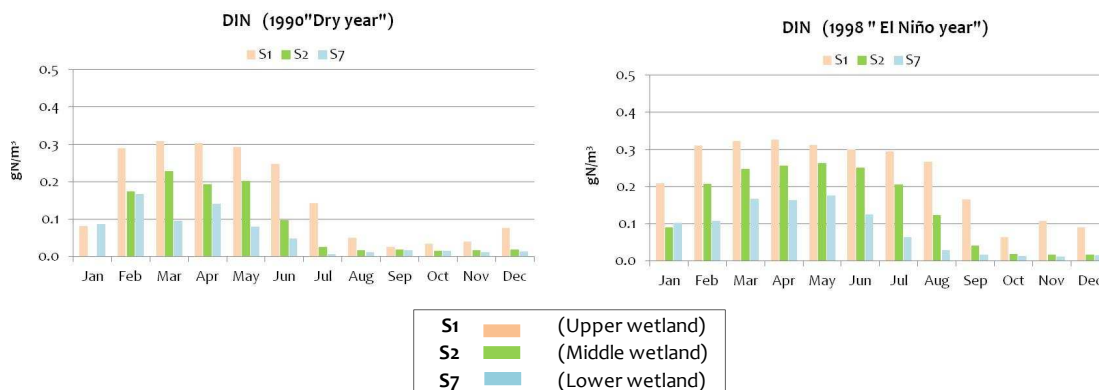 DIN (1990"Dry year")
S1 S2 S7
0.5
0.4
0.3
0.2
0.1
0.0
gN/m³
Jan Feb Mar Apr May Jun Jul Aug Sep Oct Nov Dec
DIN (1998 " El Niño year")
S1 S2 S7
0.5
0.4
0.3
0.2
0.1
0.0
gN/m³
Jan Feb Mar Apr May Jun Jul Aug Sep Oct Nov Dec
S1 (Upper wetland)
S2 (Middle wetland)
S7 (Lower wetland)